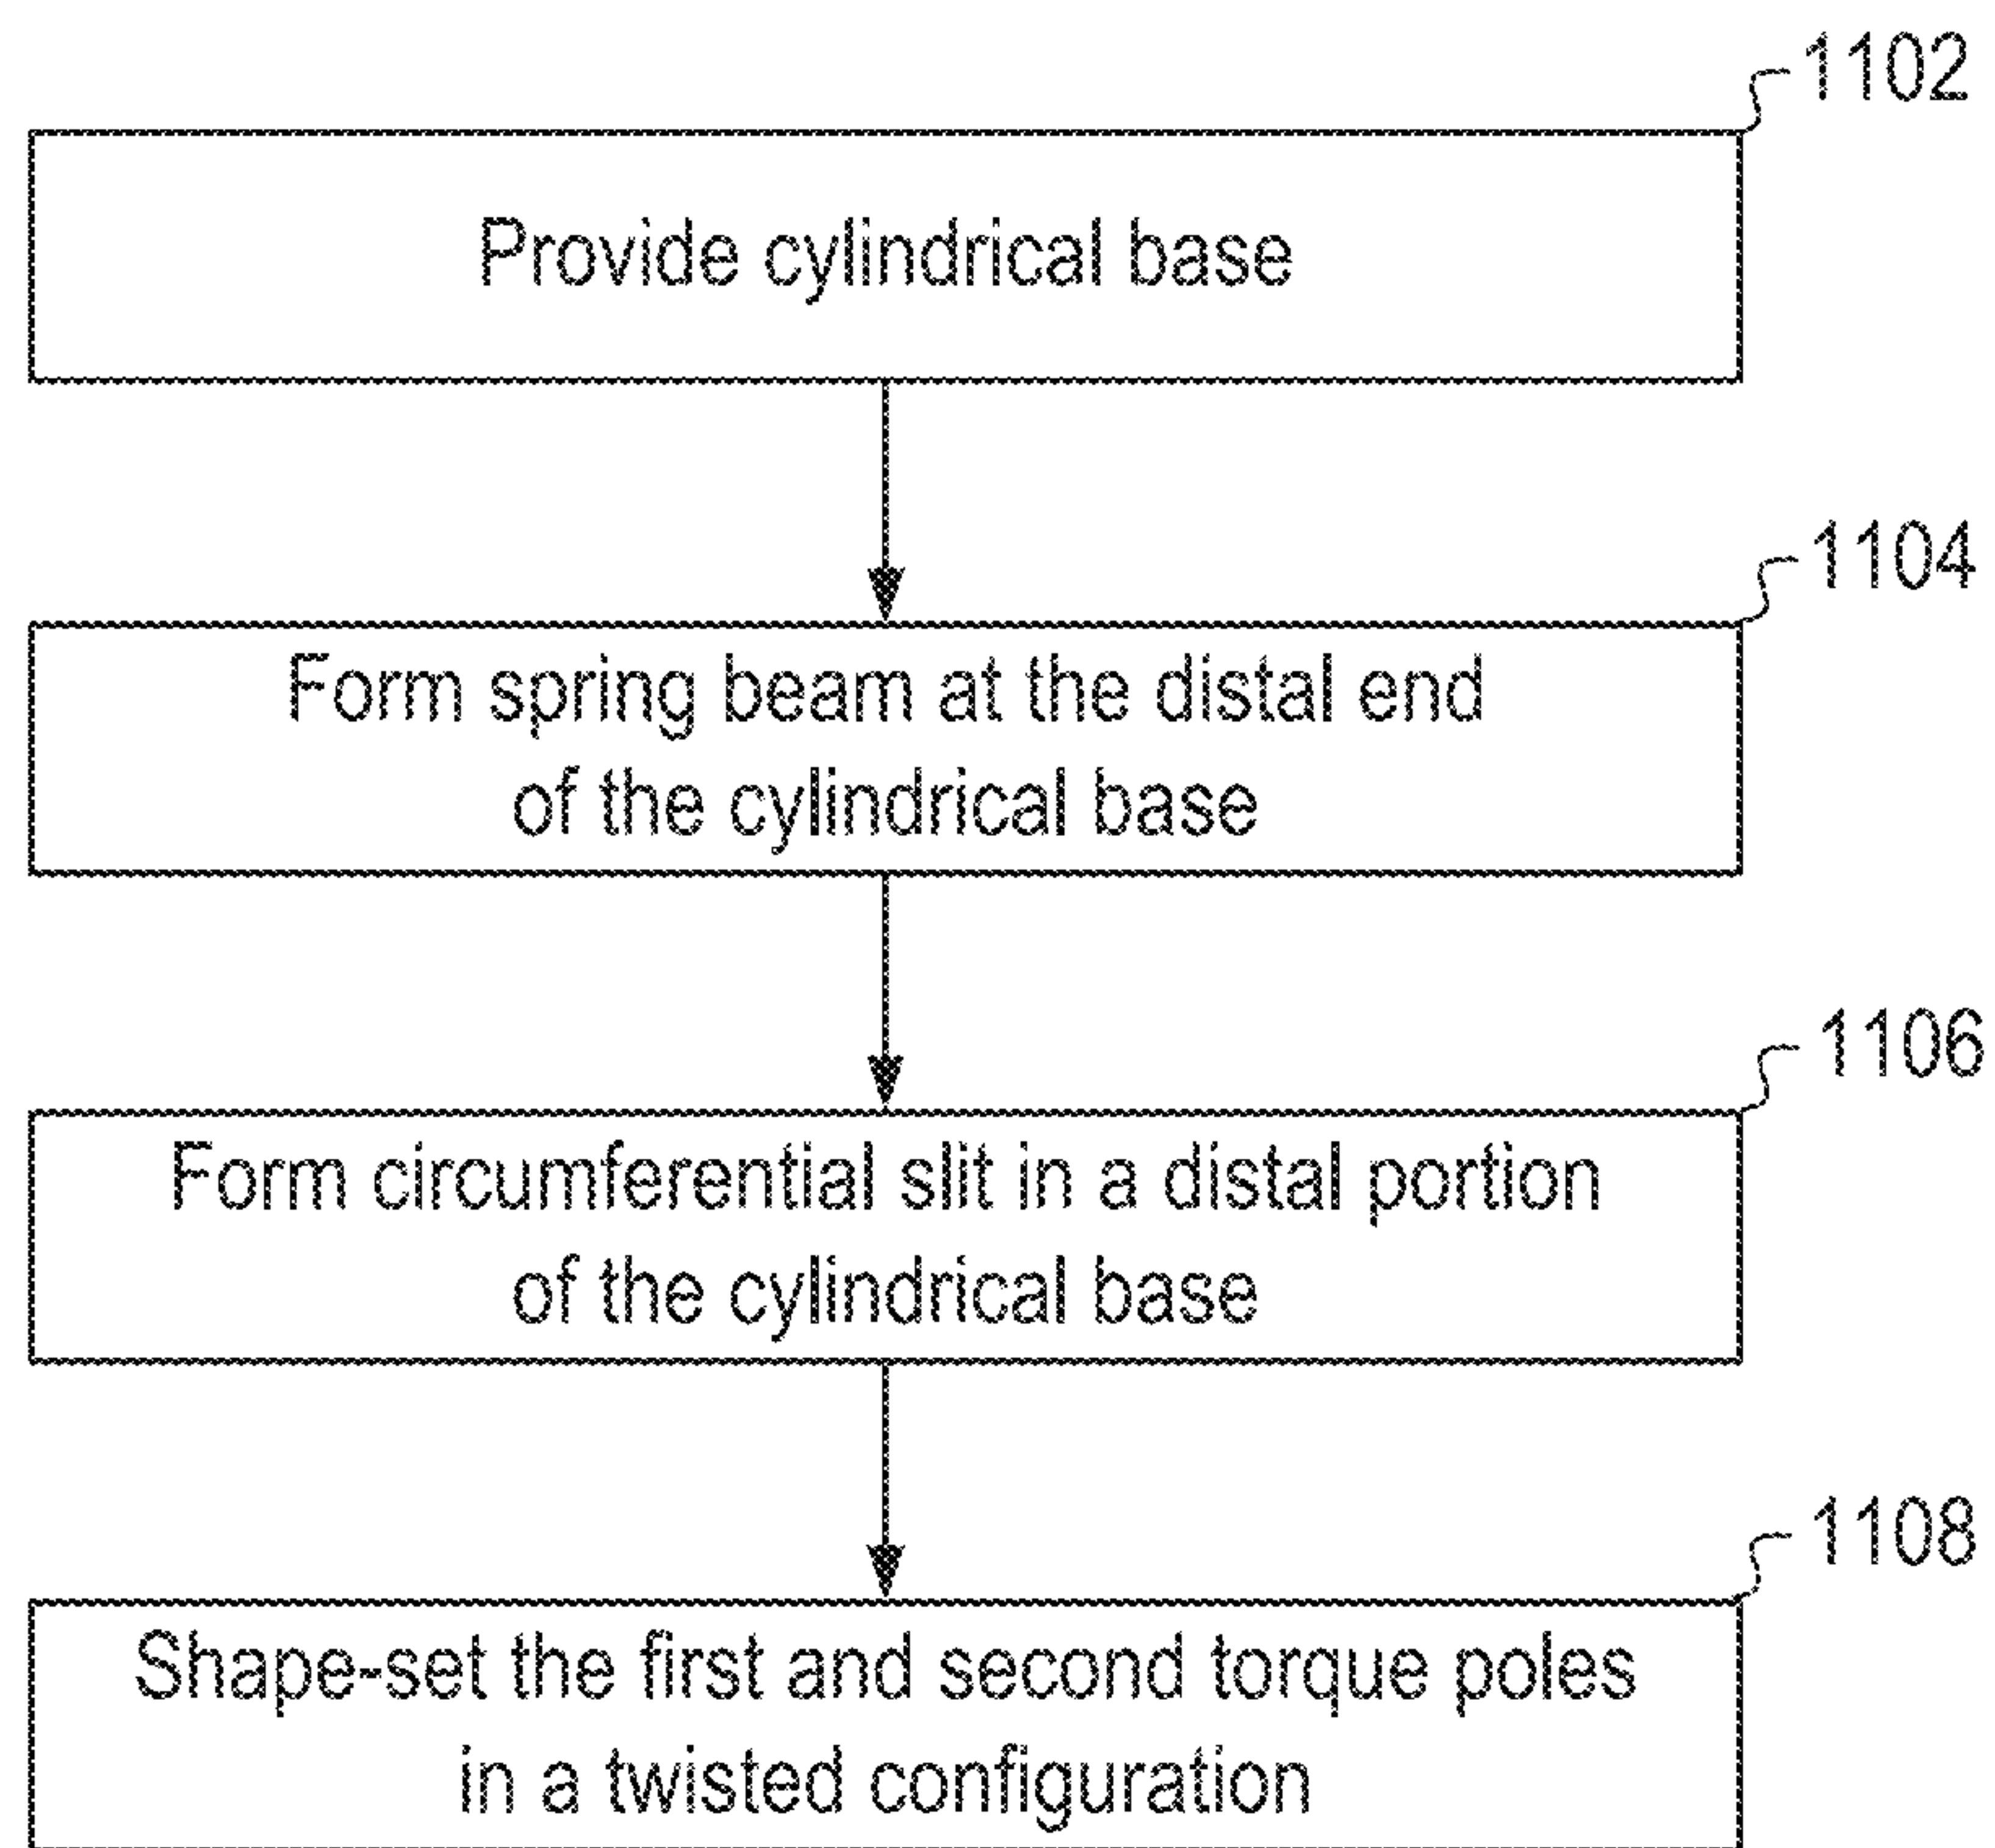 1102
Provide cylindrical base
1104
Form spring beam at the distal end
of the cylindrical base
1106
Form circumferential slit in a distal portion
of the cylindrical base
1108
Shape-set the first and second torque poles
in a twisted configuration